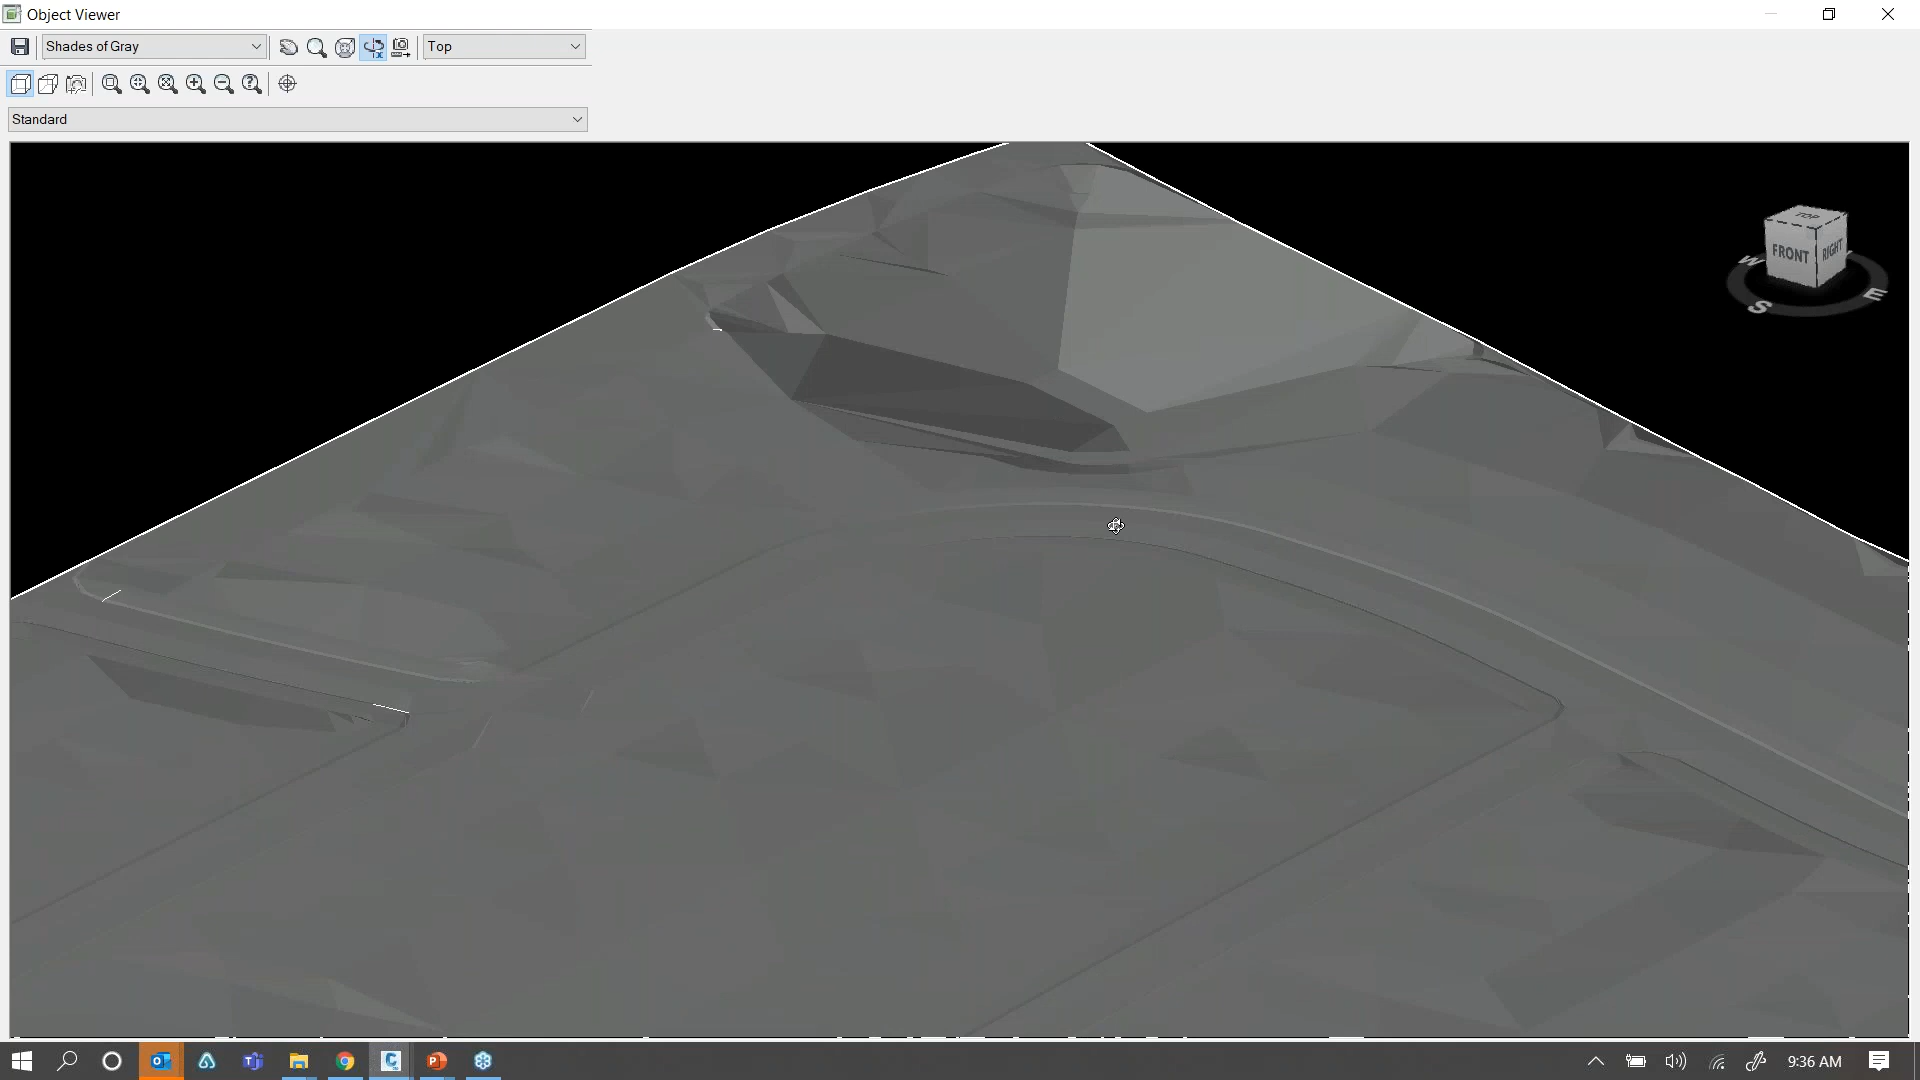 Object Viewer
Shades of Gray
Top
Standard
TOP
FRONT
RIGHT
W
S
E
9:36 AM